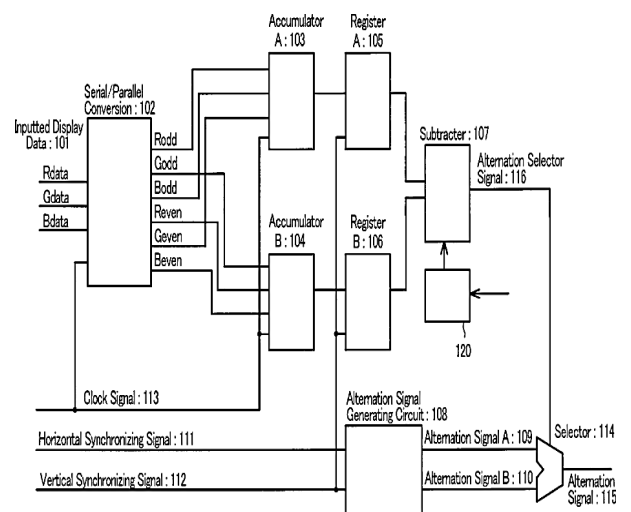 Accumulator
A : 103
Register
A : 105
Serial/Parallel
Conversion : 102
Inputted Display
Data : 101
Rdata
Gdata
Bdata
Rodd
Godd
Bodd
Reven
Geven
Beven
Subtracter : 107
Alternation Selector
Signal : 116
Accumulator
B : 104
Register
B : 106
120
Clock Signal : 113
Alternation Signal
Generating Circuit : 108
Horizontal Synchronizing Signal : 111
Vertical Synchronizing Signal : 112
Alternation Signal A : 109
Alternation Signal B : 110
Selector : 114
Alternation
Signal : 115